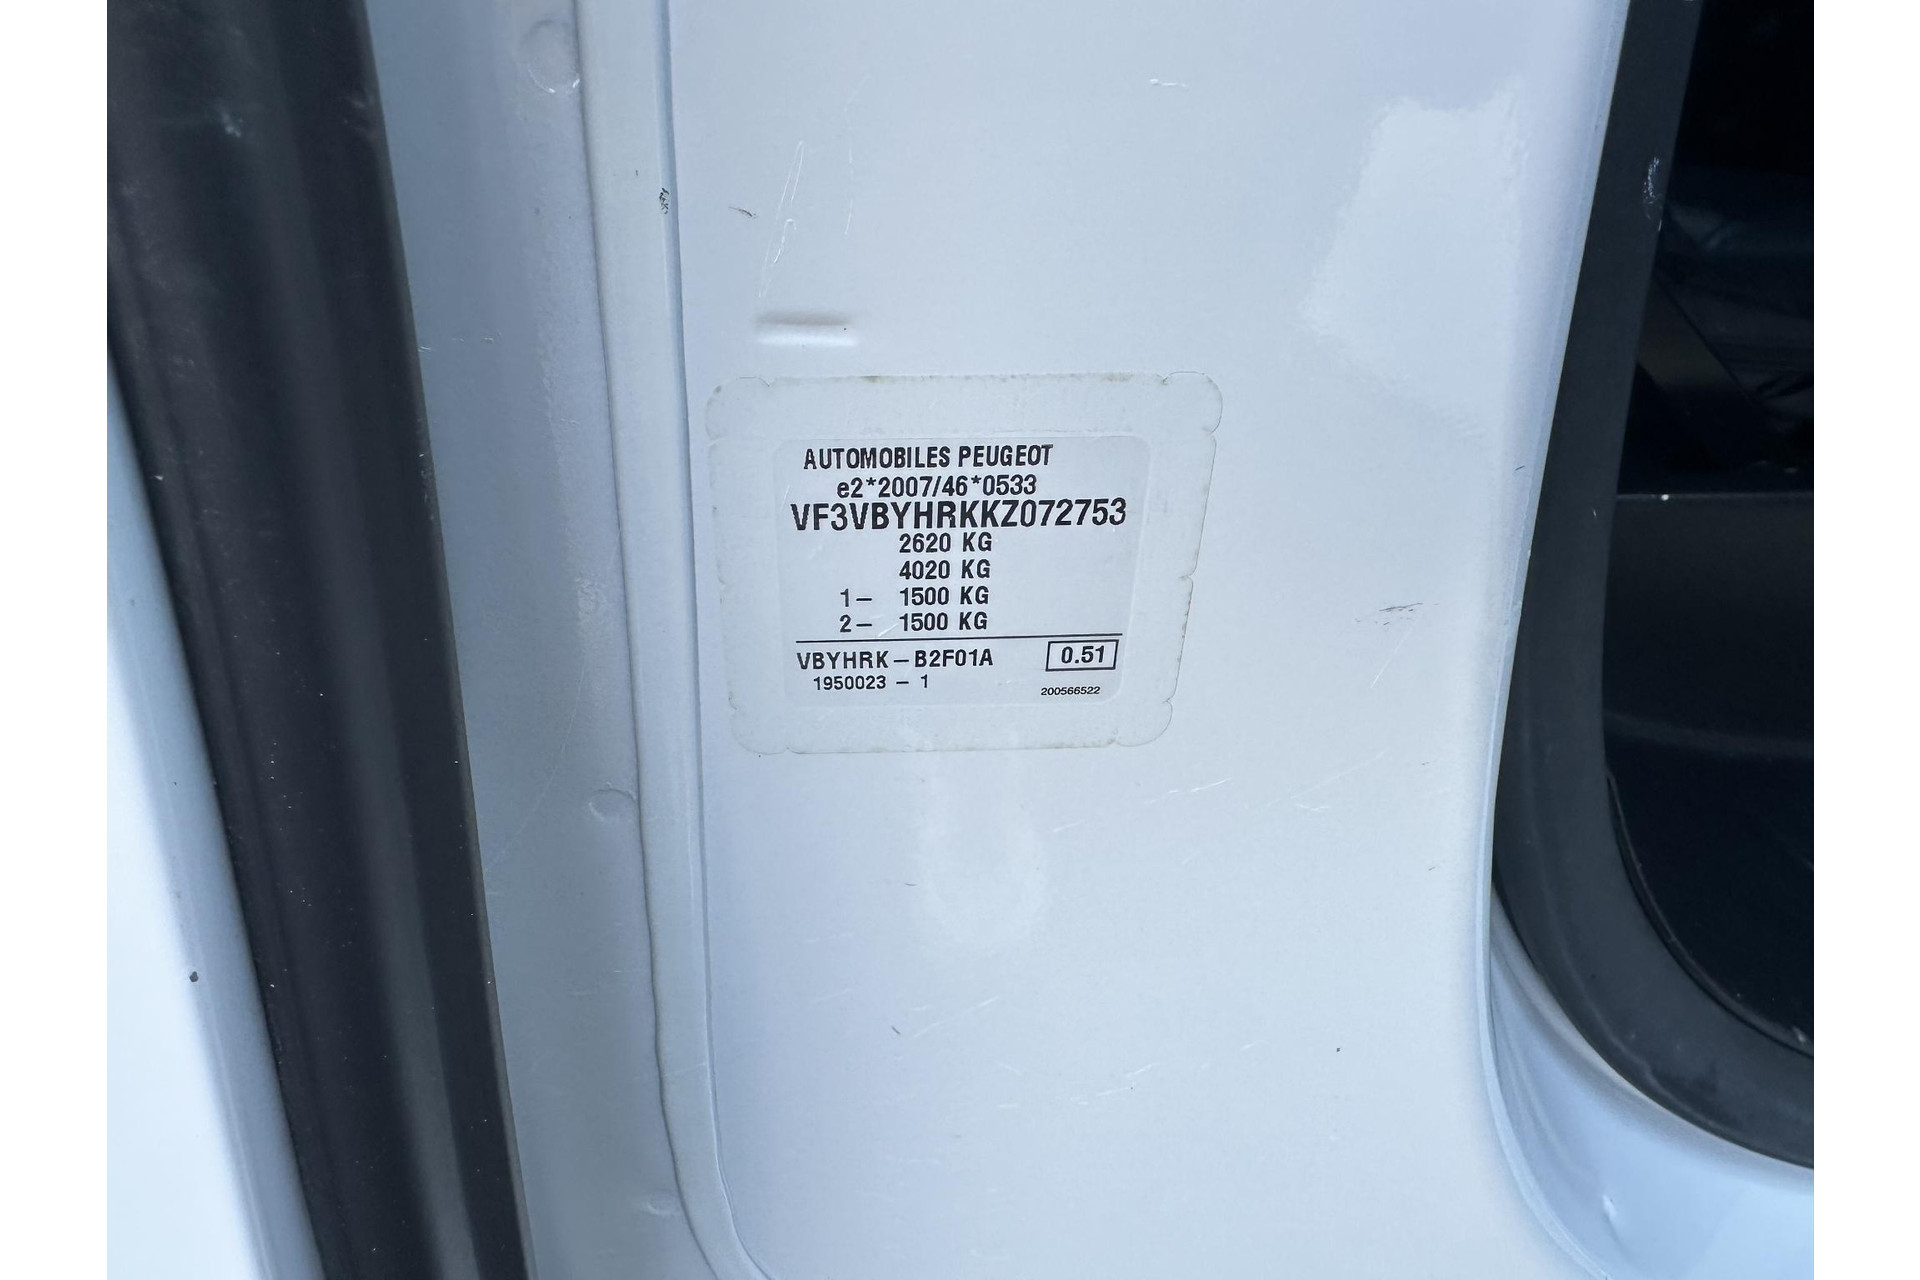 AUTOMOBILES PEUGEOT
e2*2007/46*0533
VF3VBYHRKKZ072753
2620 KG
4020 KG
1– 1500 KG
2– 1500 KG
VBYHRK – B2F01A 0.51
1950023 – 1 200566522